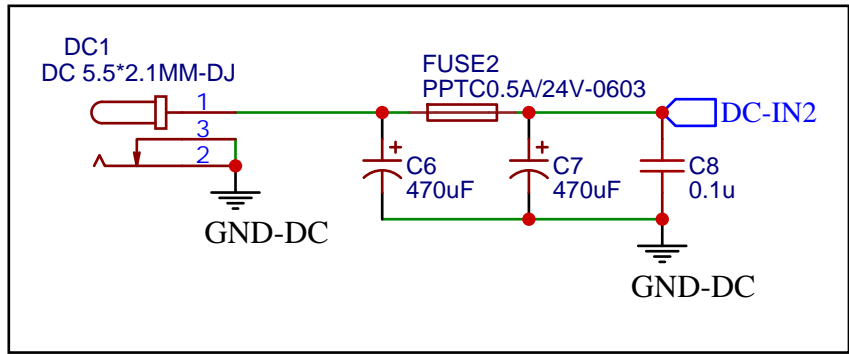 DC1
DC 5.5*2.1MM-DJ
1
3
2
GND-DC
FUSE2
PPTC0.5A/24V-0603
DC-IN2
+
C6
470uF
+
C7
470uF
C8
0.1u
GND-DC